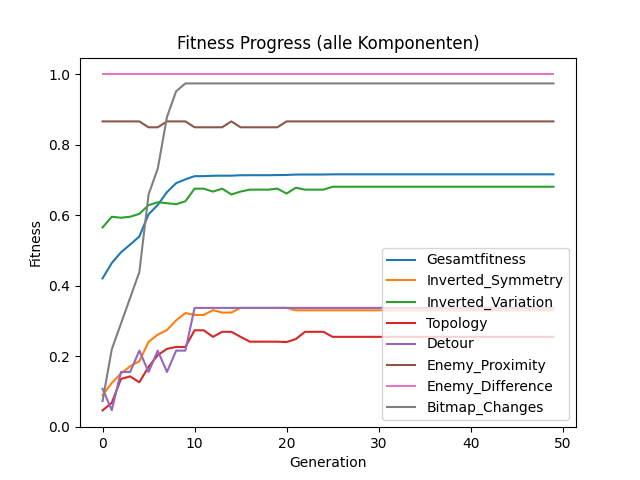 Fitness Progress (alle Komponenten)
1.0
0.8
0.6
0.4
0.2
0.0
Fitness
Gesamtfitness
Inverted_Symmetry
Inverted_Variation
Topology
Detour
Enemy_Proximity
Enemy_Difference
Bitmap_Changes
0 10 20 30 40 50
Generation